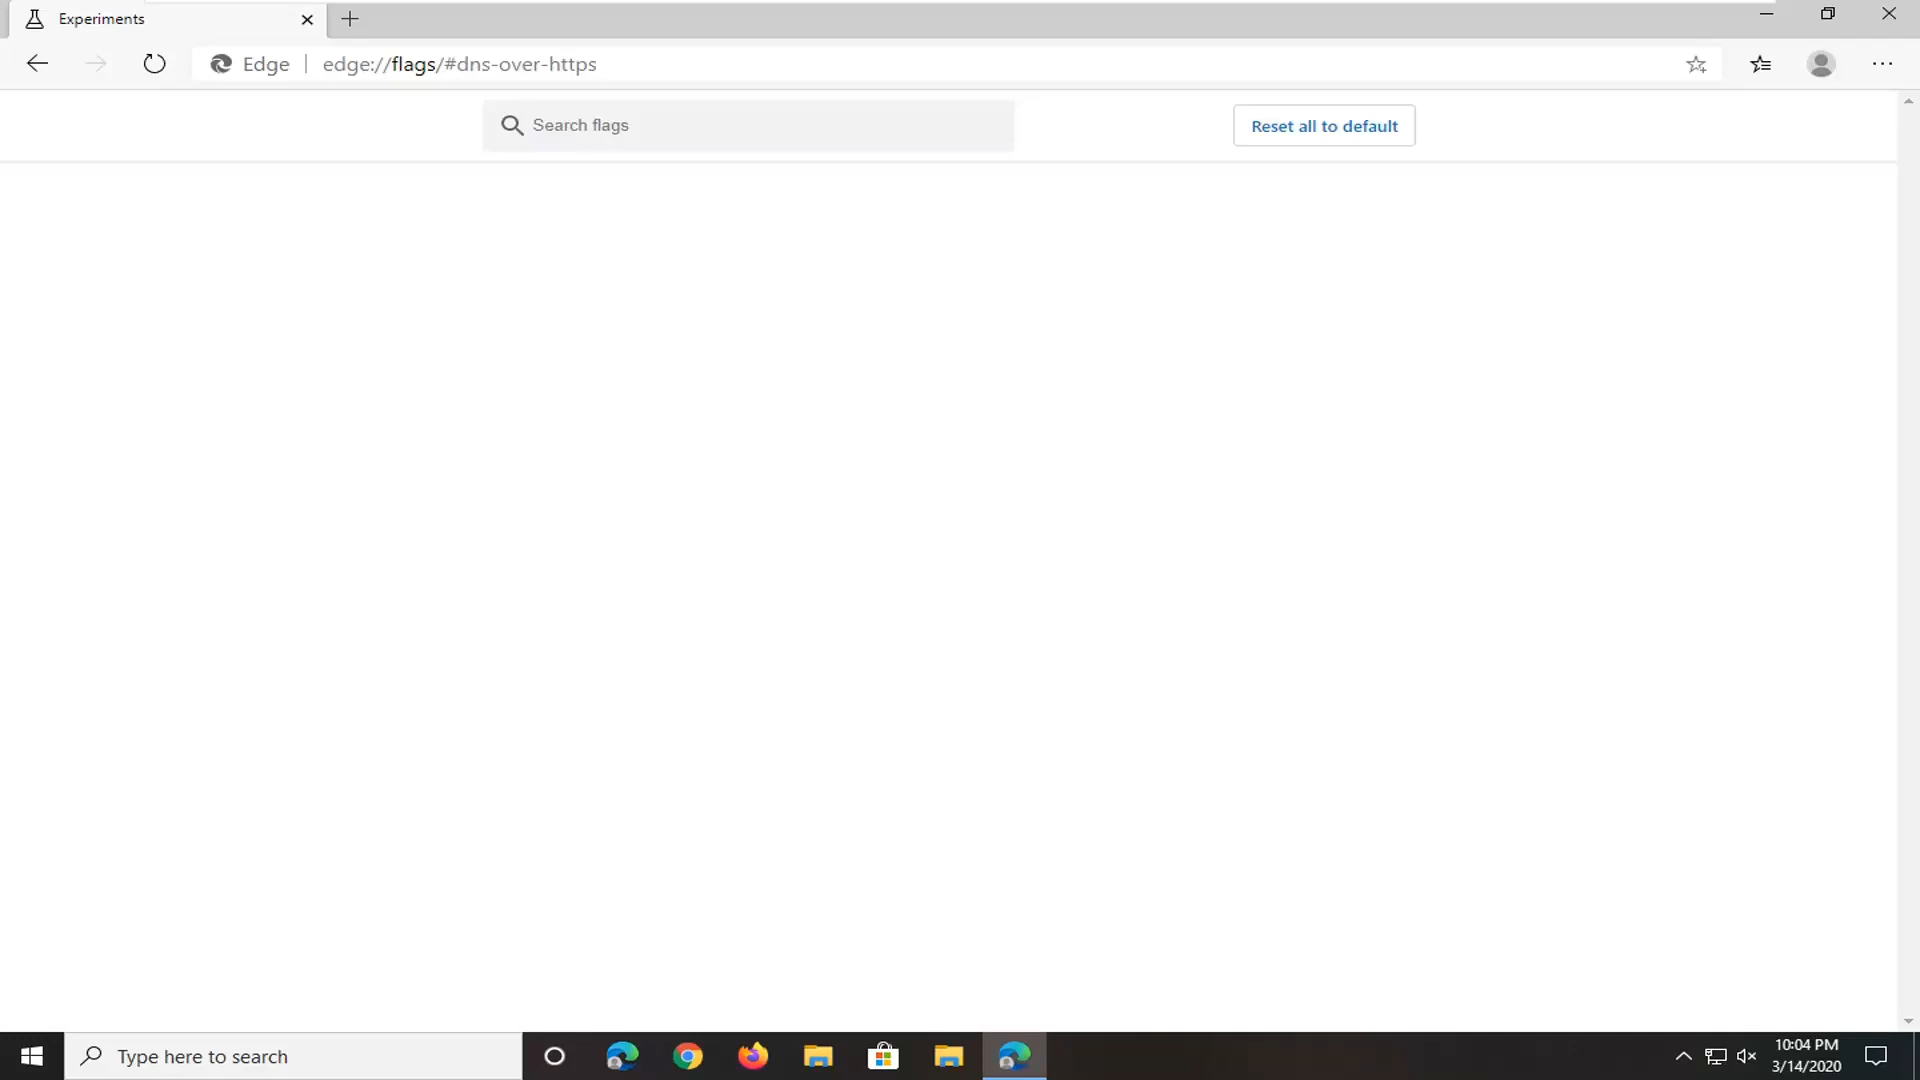 Experiments
Edge
edge://flags/#dns-over-https
Search flags
Reset all to default
Type here to search
10:04 PM
3/14/2020